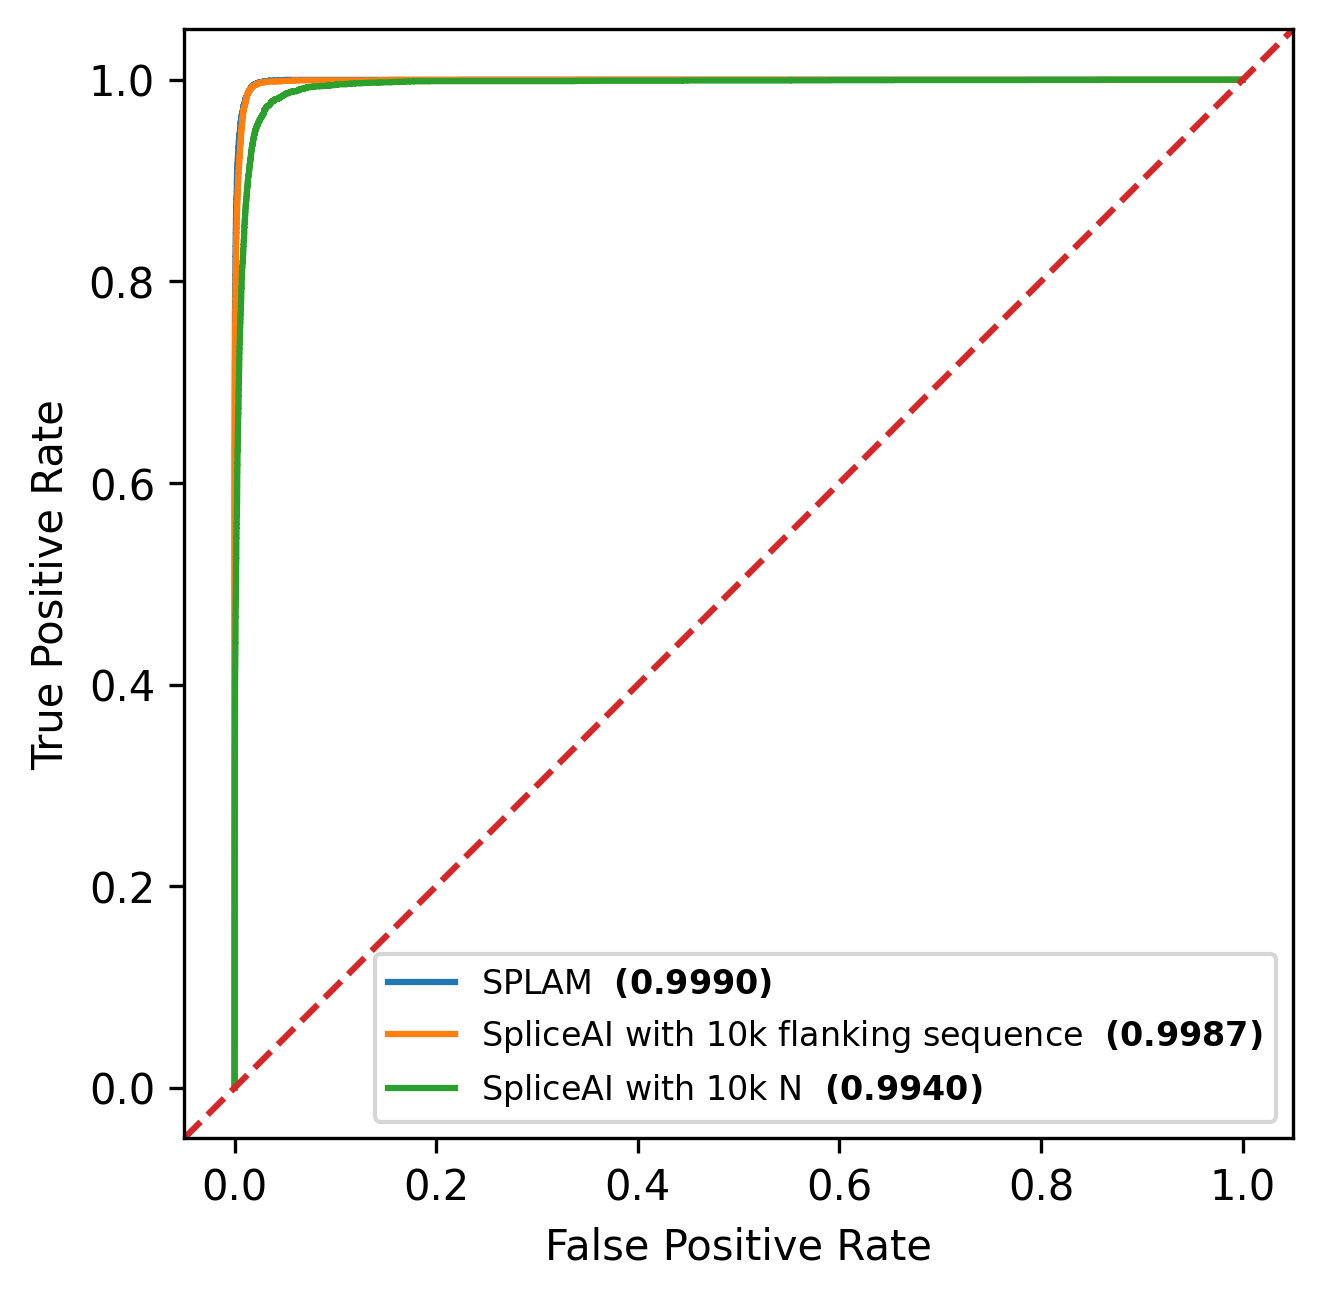 1.0
0.8
0.6
0.4
0.2
0.0
True Positive Rate
SPLAM (0.9990)
SpliceAI with 10k flanking sequence (0.9987)
SpliceAI with 10k N (0.9940)
0.0 0.2 0.4 0.6 0.8 1.0
False Positive Rate